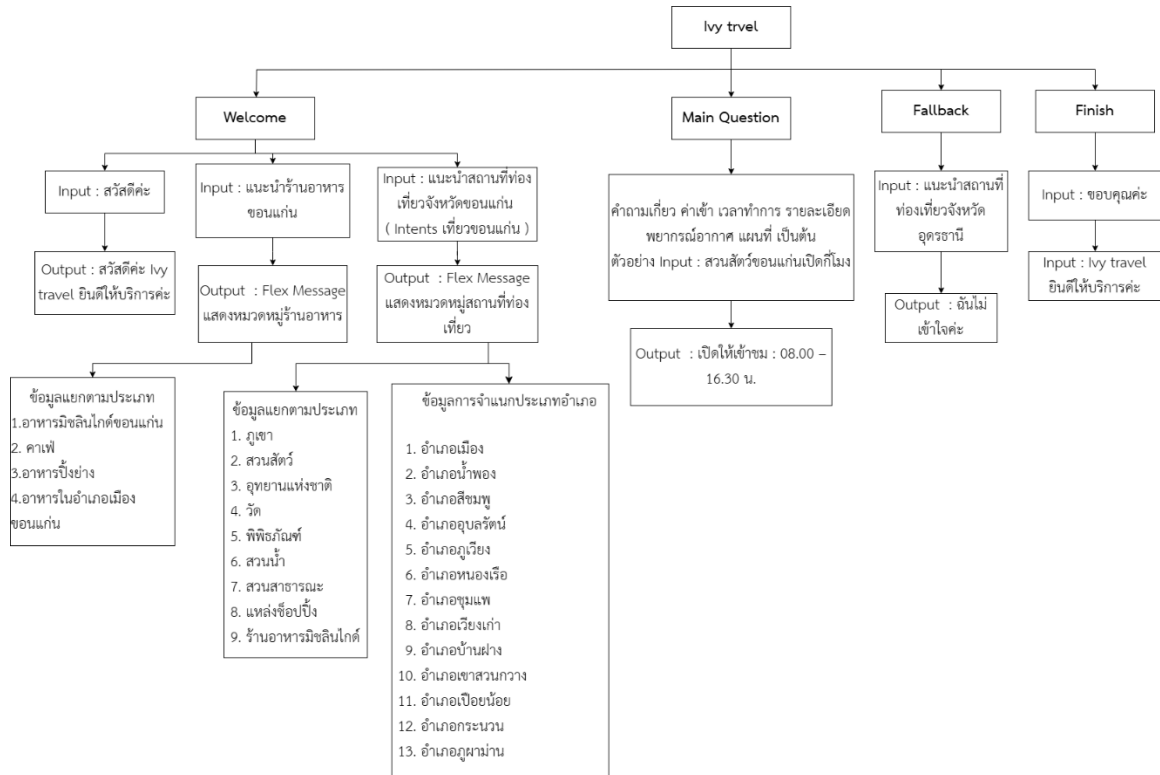 Ivy trvel
Welcome
Main Question
Fallback
Finish
Input : สวัสดีค่ะ
Output : สวัสดีค่ะ Ivy
travel ยินดีให้บริการค่ะ
Input : แนะนำร้านอาหาร
ขอนแก่น
Output : Flex Message
แสดงหมวดหมู่ร้านอาหาร
ข้อมูลแยกตามประเภท
1.อาหารมิชลินไกด์ขอนแก่น
2. คาเฟ่
3.อาหารปิ้งย่าง
4.อาหารในอำเภอเมือง
ขอนแก่น
Input : แนะนำสถานที่ท่อง
เที่ยวจังหวัดขอนแก่น
( Intents เที่ยวขอนแก่น )
Output : Flex Message
แสดงหมวดหมู่สถานที่ท่อง
เที่ยว
ข้อมูลแยกตามประเภท
1. ภูเขา
2. สวนสัตว์
3. อุทยานแห่งชาติ
4. วัด
5. พิพิธภัณฑ์
6. สวนน้ำ
7. สวนสาธารณะ
8. แหล่งช็อปปิ้ง
9. ร้านอาหารมิชลินไกด์
ข้อมูลการจำแนกประเภทอำเภอ
1. อำเภอเมือง
2. อำเภอน้ำพอง
3. อำเภอสีชมพู
4. อำเภออุบลรัตน์
5. อำเภอภูเวียง
6. อำเภอหนองเรือ
7. อำเภอชุมแพ
8. อำเภอเวียงเก่า
9. อำเภอบ้านฝาง
10. อำเภอเขาสวนกวาง
11. อำเภอเปือยน้อย
12. อำเภอกระนวน
13. อำเภอภูผาม่าน
คำถามเกี่ยว ค่าเข้า เวลาทำการ รายละเอียด
พยากรณ์อากาศ แผนที่ เป็นต้น
ตัวอย่าง Input : สวนสัตว์ขอนแก่นเปิดกี่โมง
Output : เปิดให้เข้าชม : 08.00 –
16.30 น.
Input : แนะนำสถานที่
ท่องเที่ยวจังหวัด
อุดรธานี
Output : ฉันไม่
เข้าใจค่ะ
Input : ขอบคุณค่ะ
Input : Ivy travel
ยินดีให้บริการค่ะ